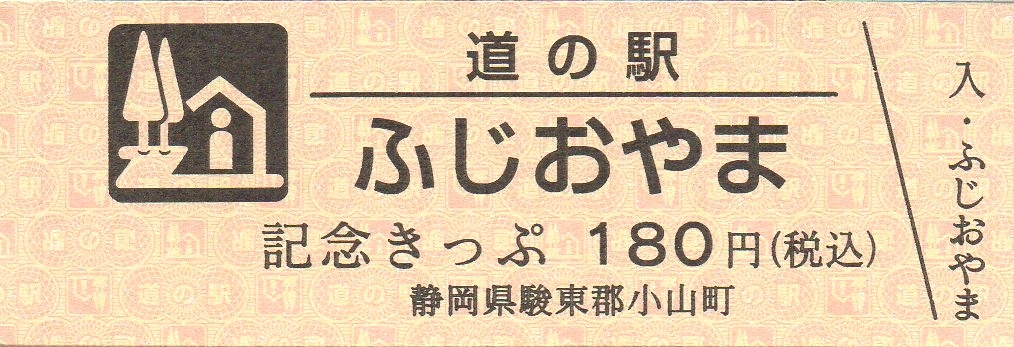 道の駅
ふじおやま
記念きっぷ 180円(税込)
静岡県駿東郡小山町
入・ふじおやま